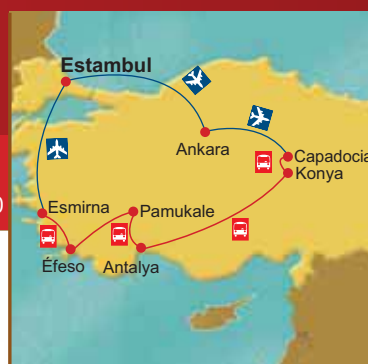 Estambul
Ankara
Capadocia
Konya
Esmirna
Pamukale
Éfeso
Antalya